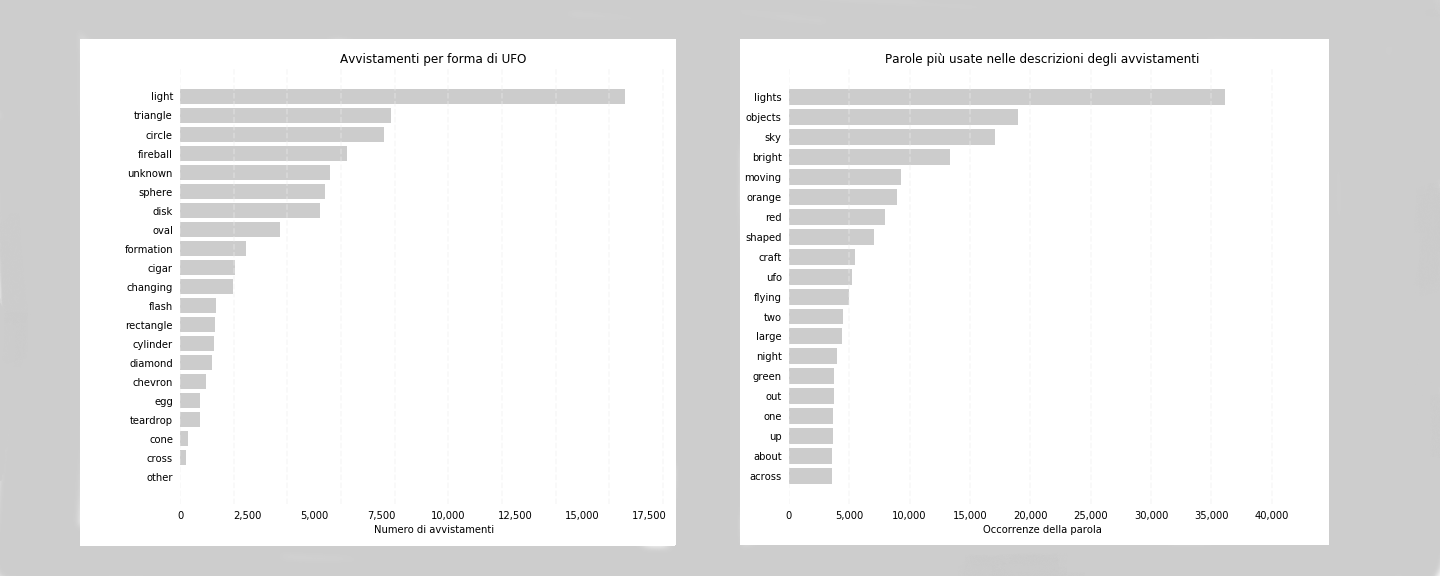 Avvistamenti per forma di UFO
light
triangle
circle
fireball
unknown
sphere
disk
oval
formation
cigar
changing
flash
rectangle
cylinder
diamond
chevron
egg
teardrop
cone
cross
other
0 2,500 5,000 7,500 10,000 12,500 15,000 17,500
Numero di avvistamenti
Parole più usate nelle descrizioni degli avvistamenti
lights
objects
sky
bright
moving
orange
red
shaped
craft
ufo
flying
two
large
night
green
out
one
up
about
across
0 5,000 10,000 15,000 20,000 25,000 30,000 35,000 40,000
Occorrenze della parola